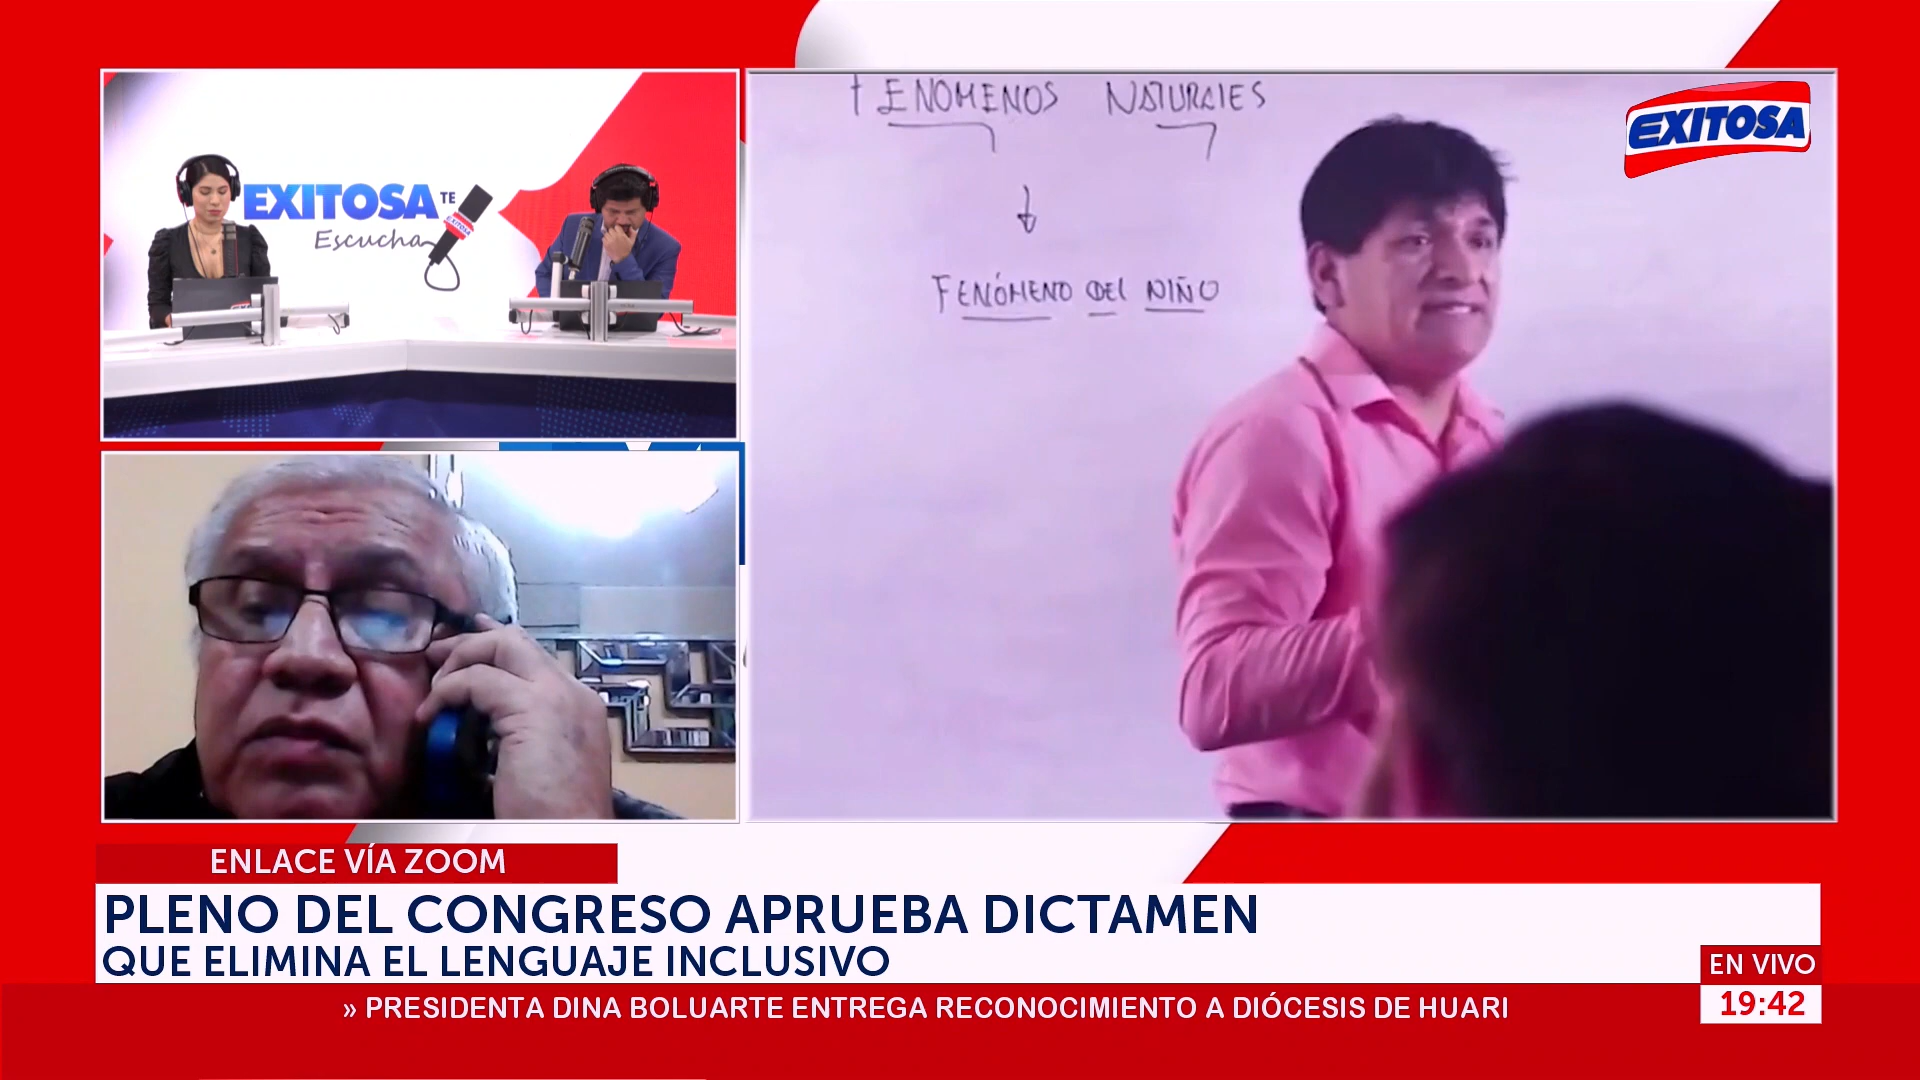 EXITOSA TE
Escucha
EXITOSA
FENOMENOS NATURALES
FENÓMENO DEL NIÑO
EXITOSA
ENLACE VÍA ZOOM
PLENO DEL CONGRESO APRUEBA DICTAMEN
QUE ELIMINA EL LENGUAJE INCLUSIVO
EN VIVO
19:42
» PRESIDENTA DINA BOLUARTE ENTREGA RECONOCIMIENTO A DIÓCESIS DE HUARI